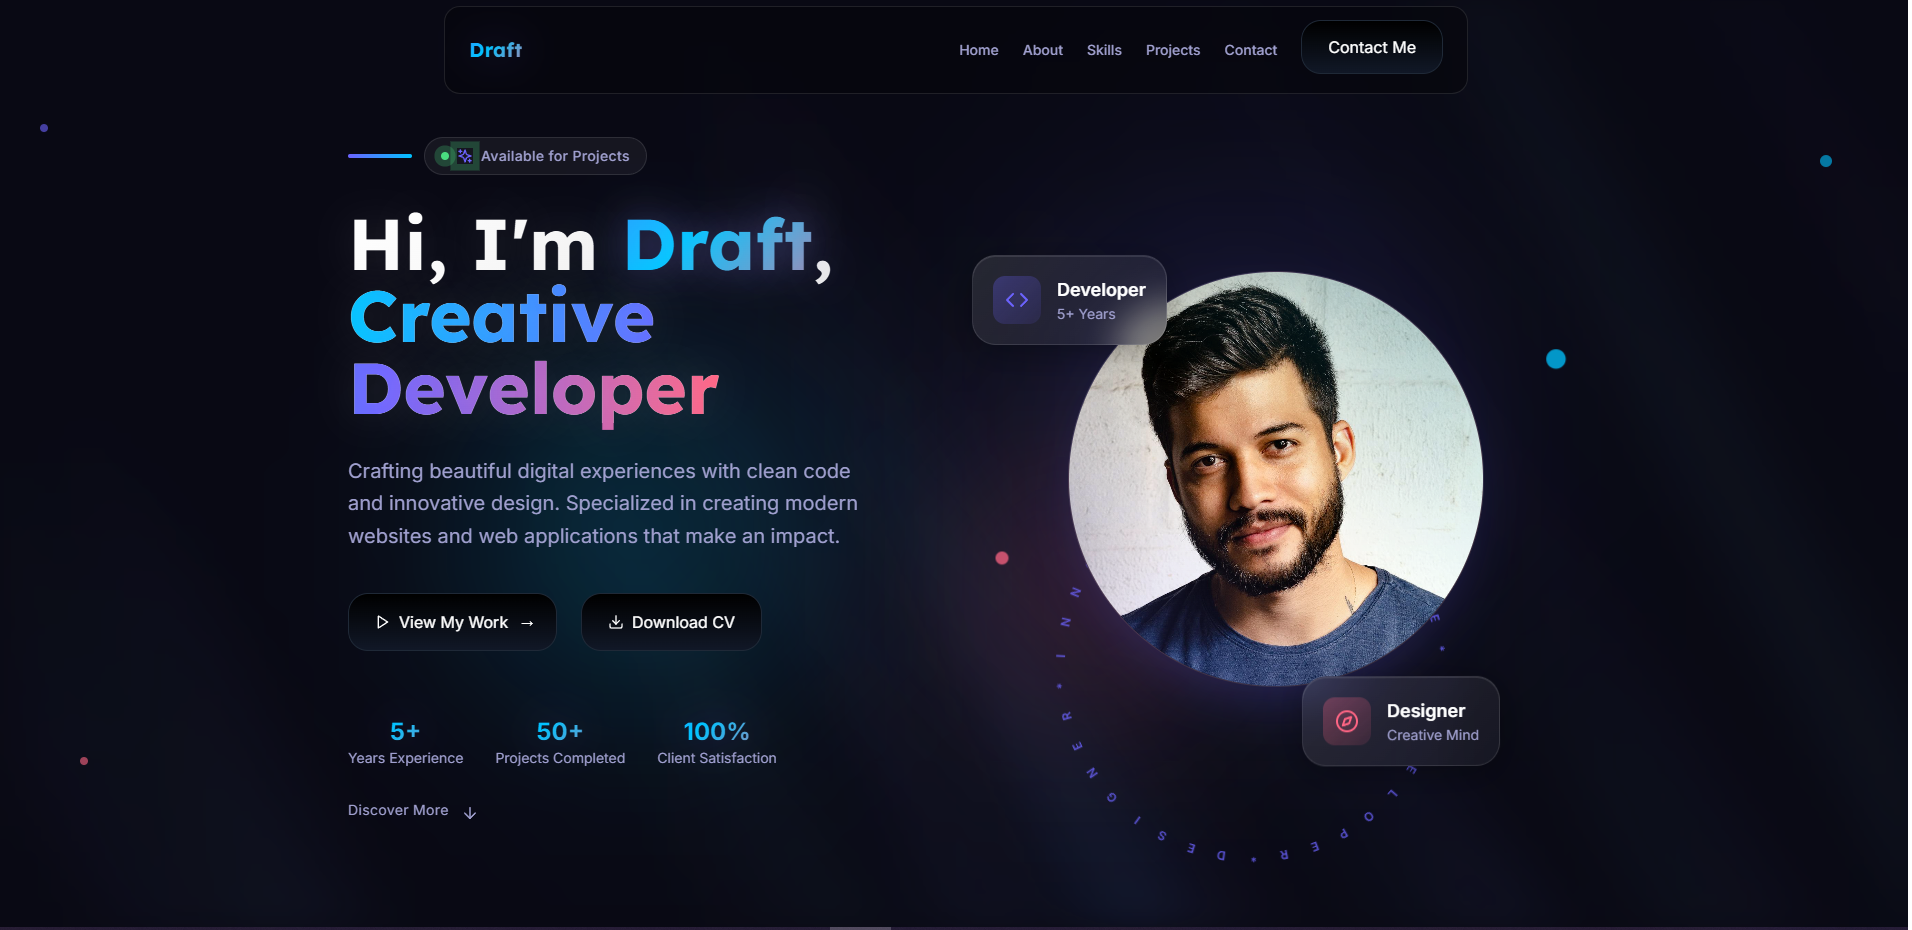 Draft
Home About Skills Projects Contact Contact Me
Available for Projects
Hi, I'm Draft,
Creative
Developer
Crafting beautiful digital experiences with clean code
and innovative design. Specialized in creating modern
websites and web applications that make an impact.
View My Work →
Download CV
5+
Years Experience
50+
Projects Completed
100%
Client Satisfaction
Discover More
Developer
5+ Years
Designer
Creative Mind
E L O P E R * D E S I G N E R * I N N